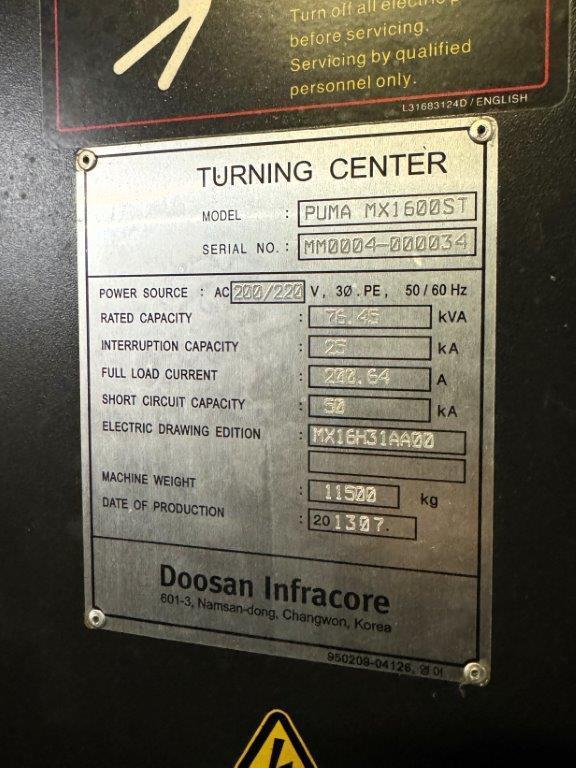 Turn off all electric p
before servicing.
Servicing by qualified
personnel only.
L31683124D / ENGLISH
TURNING CENTER
MODEL : PUMA MX1600ST
SERIAL NO. : MM0004-000034
POWER SOURCE : AC 200/220 V, 3Ø.PE, 50/60 Hz
RATED CAPACITY : 76.45 kVA
INTERRUPTION CAPACITY : 25 kA
FULL LOAD CURRENT : 200.64 A
SHORT CIRCUIT CAPACITY : 50 kA
ELECTRIC DRAWING EDITION : MX16H31AA00
MACHINE WEIGHT : 11500 kg
DATE OF PRODUCTION : 201307.
Doosan Infracore
601-3, Namsan-dong, Changwon, Korea
950209-04126, 영어